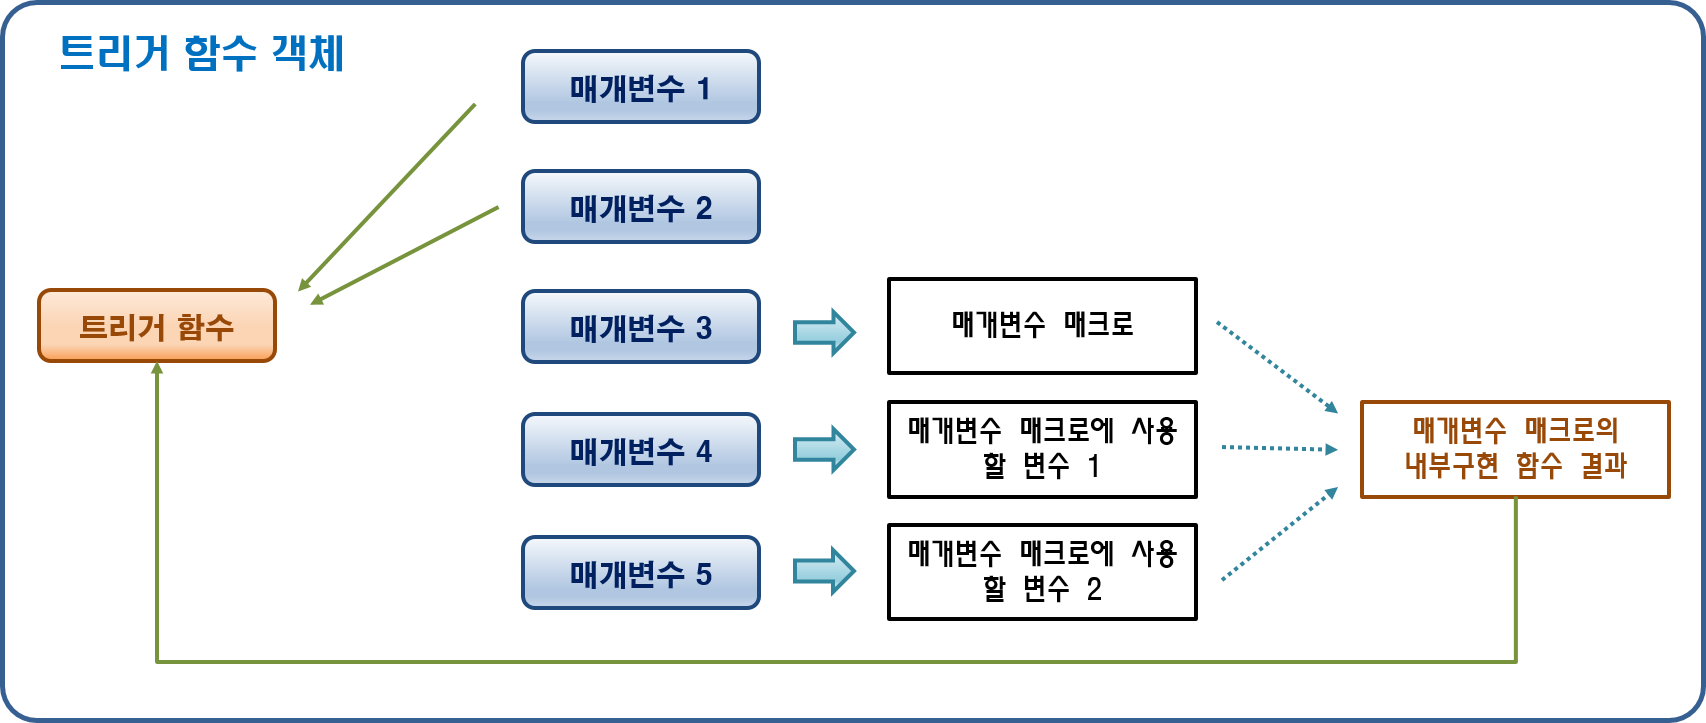 트리거 함수 객체
매개변수 1
매개변수 2
트리거 함수
매개변수 3
매개변수 매크로
매개변수 4
매개변수 매크로에 사용
할 변수 1
매개변수 매크로의
내부구현 함수 결과
매개변수 5
매개변수 매크로에 사용
할 변수 2